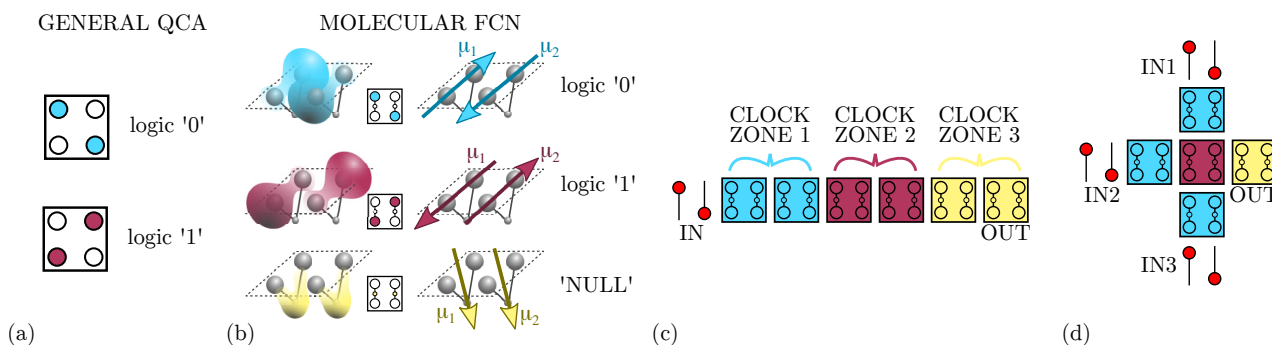 GENERAL QCA
logic '0'
logic '1'
(a)
MOLECULAR FCN
μ1 μ2
logic '0'
μ1 μ2
logic '1'
μ1 μ2
'NULL'
(b)
CLOCK ZONE 1
CLOCK ZONE 2
CLOCK ZONE 3
IN
OUT
(c)
IN1
IN2
OUT
IN3
(d)